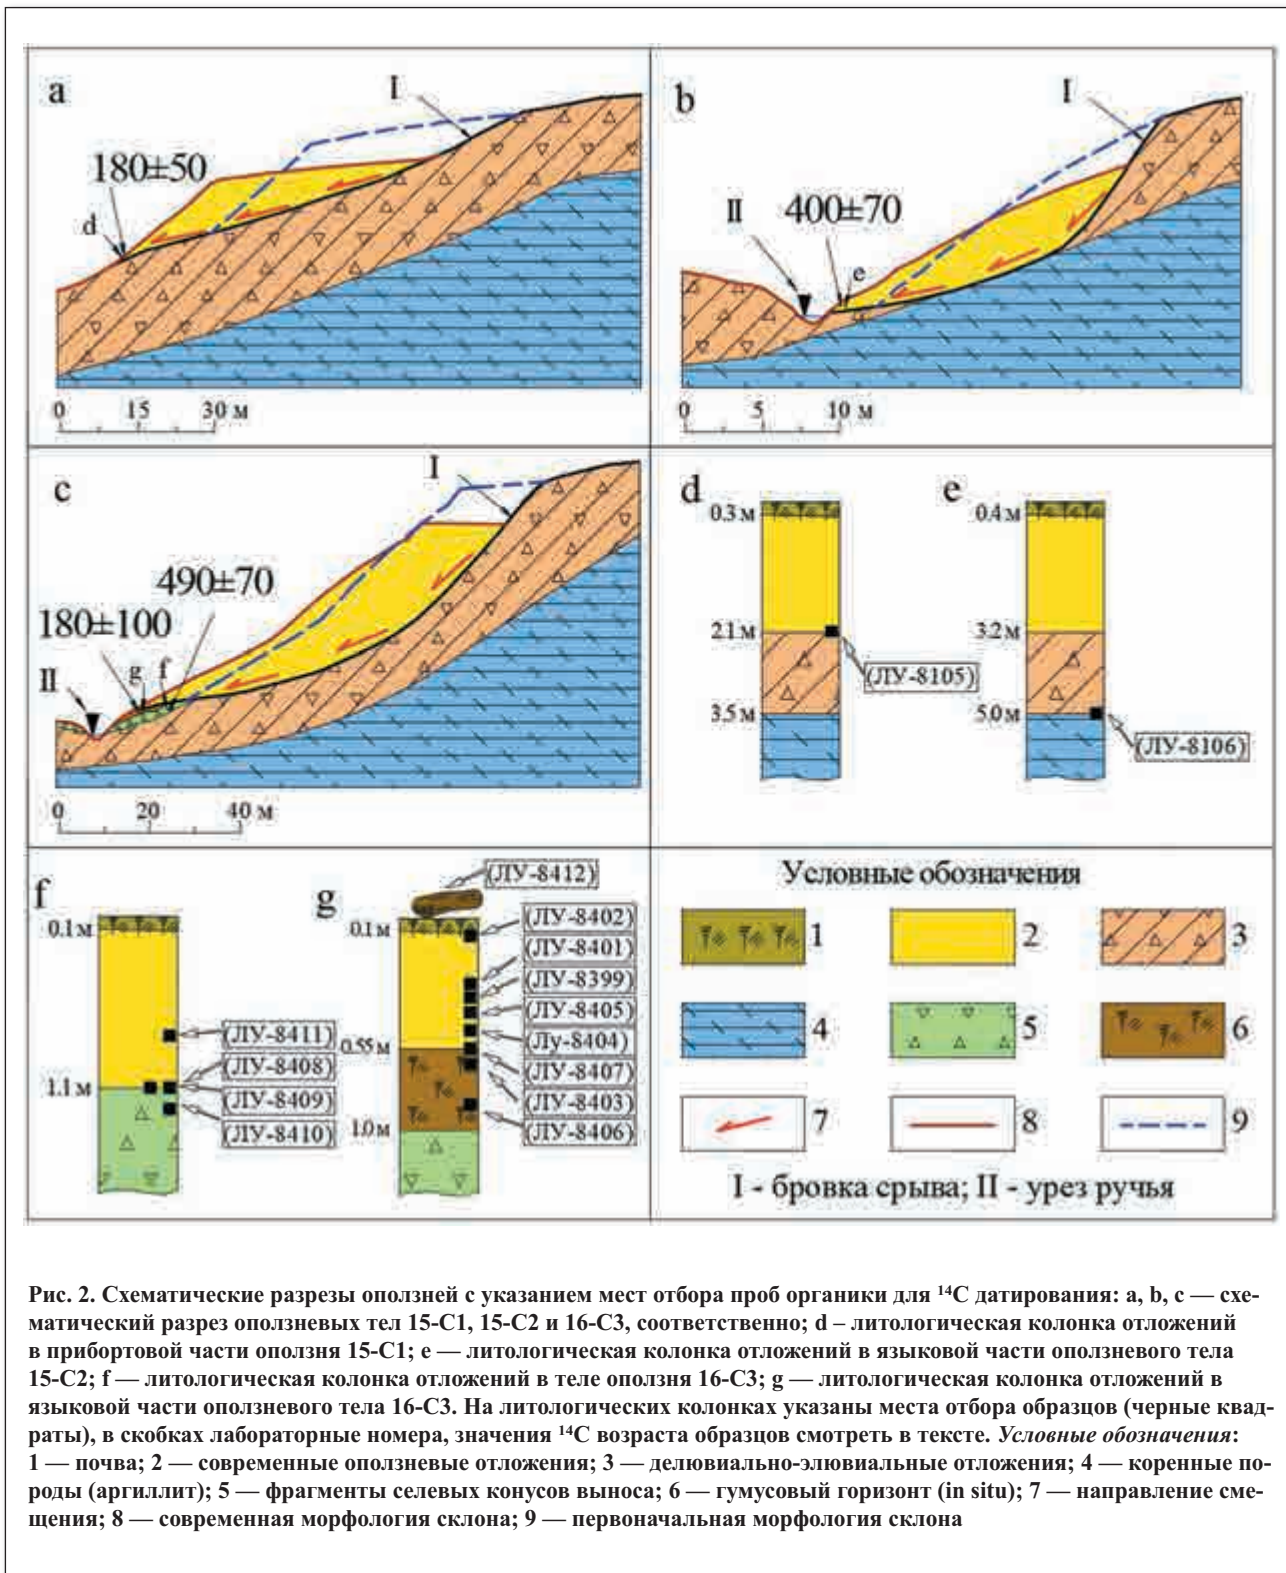 a
I
180±50
d
0 15 30 м
b
I
II
400±70
e
0 5 10 м
c
I
490±70
180±100
g f
II
0 20 40 м
d
0.3 м
2.1 м
(ЛУ-8105)
3.5 м
e
0.4 м
3.2 м
5.0 м
(ЛУ-8106)
f
0.1 м
(ЛУ-8411)
1.1 м
(ЛУ-8408)
(ЛУ-8409)
(ЛУ-8410)
g
(ЛУ-8412)
0.1 м
(ЛУ-8402)
(ЛУ-8401)
(ЛУ-8399)
(ЛУ-8405)
(Лу-8404)
0.55 м
(ЛУ-8407)
(ЛУ-8403)
1.0 м
(ЛУ-8406)
Условные обозначения
1 2 3
4 5 6
7 8 9
I - бровка срыва; II - урез ручья
Рис. 2. Схематические разрезы оползней с указанием мест отбора проб органики для ¹⁴С датирования: a, b, c — схе-
матический разрез оползневых тел 15-С1, 15-С2 и 16-С3, соответственно; d – литологическая колонка отложений
в прибортовой части оползня 15-С1; e — литологическая колонка отложений в языковой части оползневого тела
15-С2; f — литологическая колонка отложений в теле оползня 16-С3; g — литологическая колонка отложений в
языковой части оползневого тела 16-С3. На литологических колонках указаны места отбора образцов (черные квад-
раты), в скобках лабораторные номера, значения ¹⁴С возраста образцов смотреть в тексте. Условные обозначения:
1 — почва; 2 — современные оползневые отложения; 3 — делювиально-элювиальные отложения; 4 — коренные по-
роды (аргиллит); 5 — фрагменты селевых конусов выноса; 6 — гумусовый горизонт (in situ); 7 — направление сме-
щения; 8 — современная морфология склона; 9 — первоначальная морфология склона